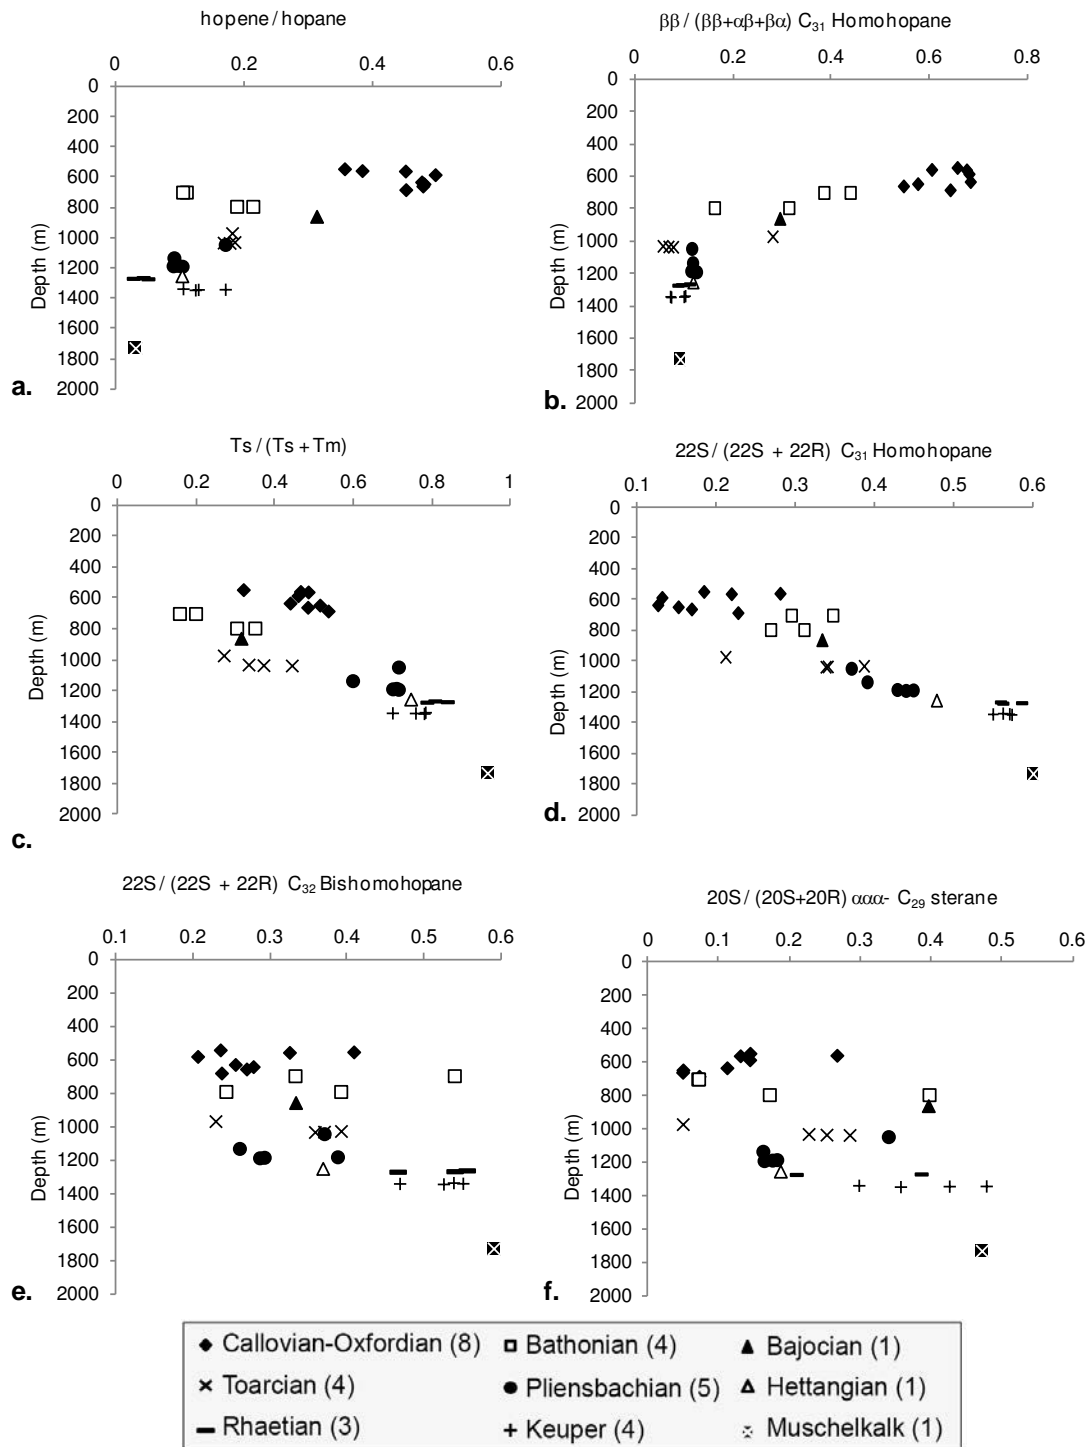 hopene / hopane
0 0.2 0.4 0.6
0
200
400
600
800
1000
1200
1400
1600
1800
2000
Depth (m)
a.
ββ / (ββ+αβ+βα) C31 Homohopane
0 0.2 0.4 0.6 0.8
0
200
400
600
800
1000
1200
1400
1600
1800
2000
Depth (m)
b.
Ts / (Ts + Tm)
0 0.2 0.4 0.6 0.8 1
0
200
400
600
800
1000
1200
1400
1600
1800
2000
Depth (m)
c.
22S / (22S + 22R) C31 Homohopane
0.1 0.2 0.3 0.4 0.5 0.6
0
200
400
600
800
1000
1200
1400
1600
1800
2000
Depth (m)
d.
22S / (22S + 22R) C32 Bishomohopane
0.1 0.2 0.3 0.4 0.5 0.6
0
200
400
600
800
1000
1200
1400
1600
1800
2000
Depth (m)
e.
20S / (20S+20R) ααα- C29 sterane
0 0.1 0.2 0.3 0.4 0.5 0.6
0
200
400
600
800
1000
1200
1400
1600
1800
2000
Depth (m)
f.
Callovian-Oxfordian (8) Bathonian (4) Bajocian (1)
Toarcian (4) Pliensbachian (5) Hettangian (1)
Rhaetian (3) Keuper (4) Muschelkalk (1)